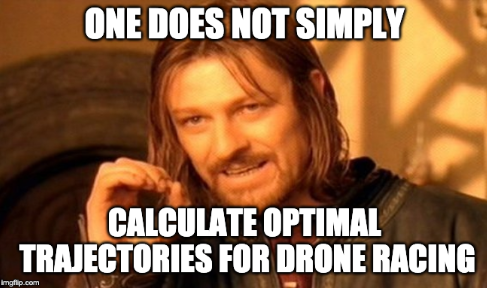 ONE DOES NOT SIMPLY
CALCULATE OPTIMAL
TRAJECTORIES FOR DRONE RACING
imgflip.com